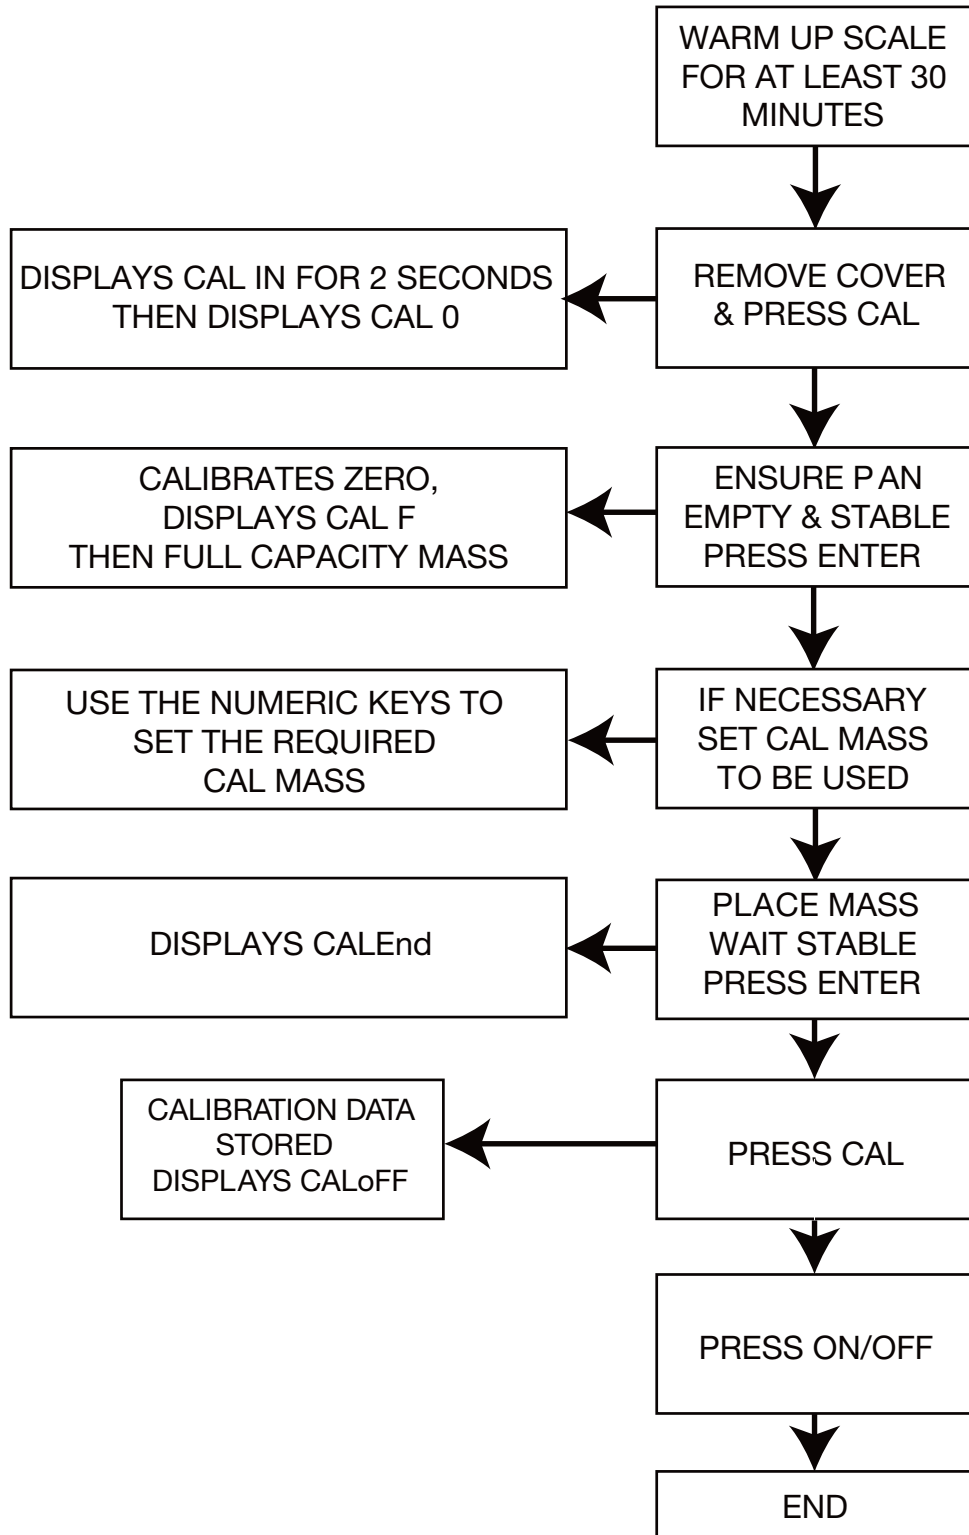 WARM UP SCALE
FOR AT LEAST 30
MINUTES
DISPLAYS CAL IN FOR 2 SECONDS
THEN DISPLAYS CAL 0
REMOVE COVER
& PRESS CAL
CALIBRATES ZERO,
DISPLAYS CAL F
THEN FULL CAPACITY MASS
ENSURE PAN
EMPTY & STABLE
PRESS ENTER
USE THE NUMERIC KEYS TO
SET THE REQUIRED
CAL MASS
IF NECESSARY
SET CAL MASS
TO BE USED
DISPLAYS CALEnd
PLACE MASS
WAIT STABLE
PRESS ENTER
CALIBRATION DATA
STORED
DISPLAYS CALoFF
PRESS CAL
PRESS ON/OFF
END